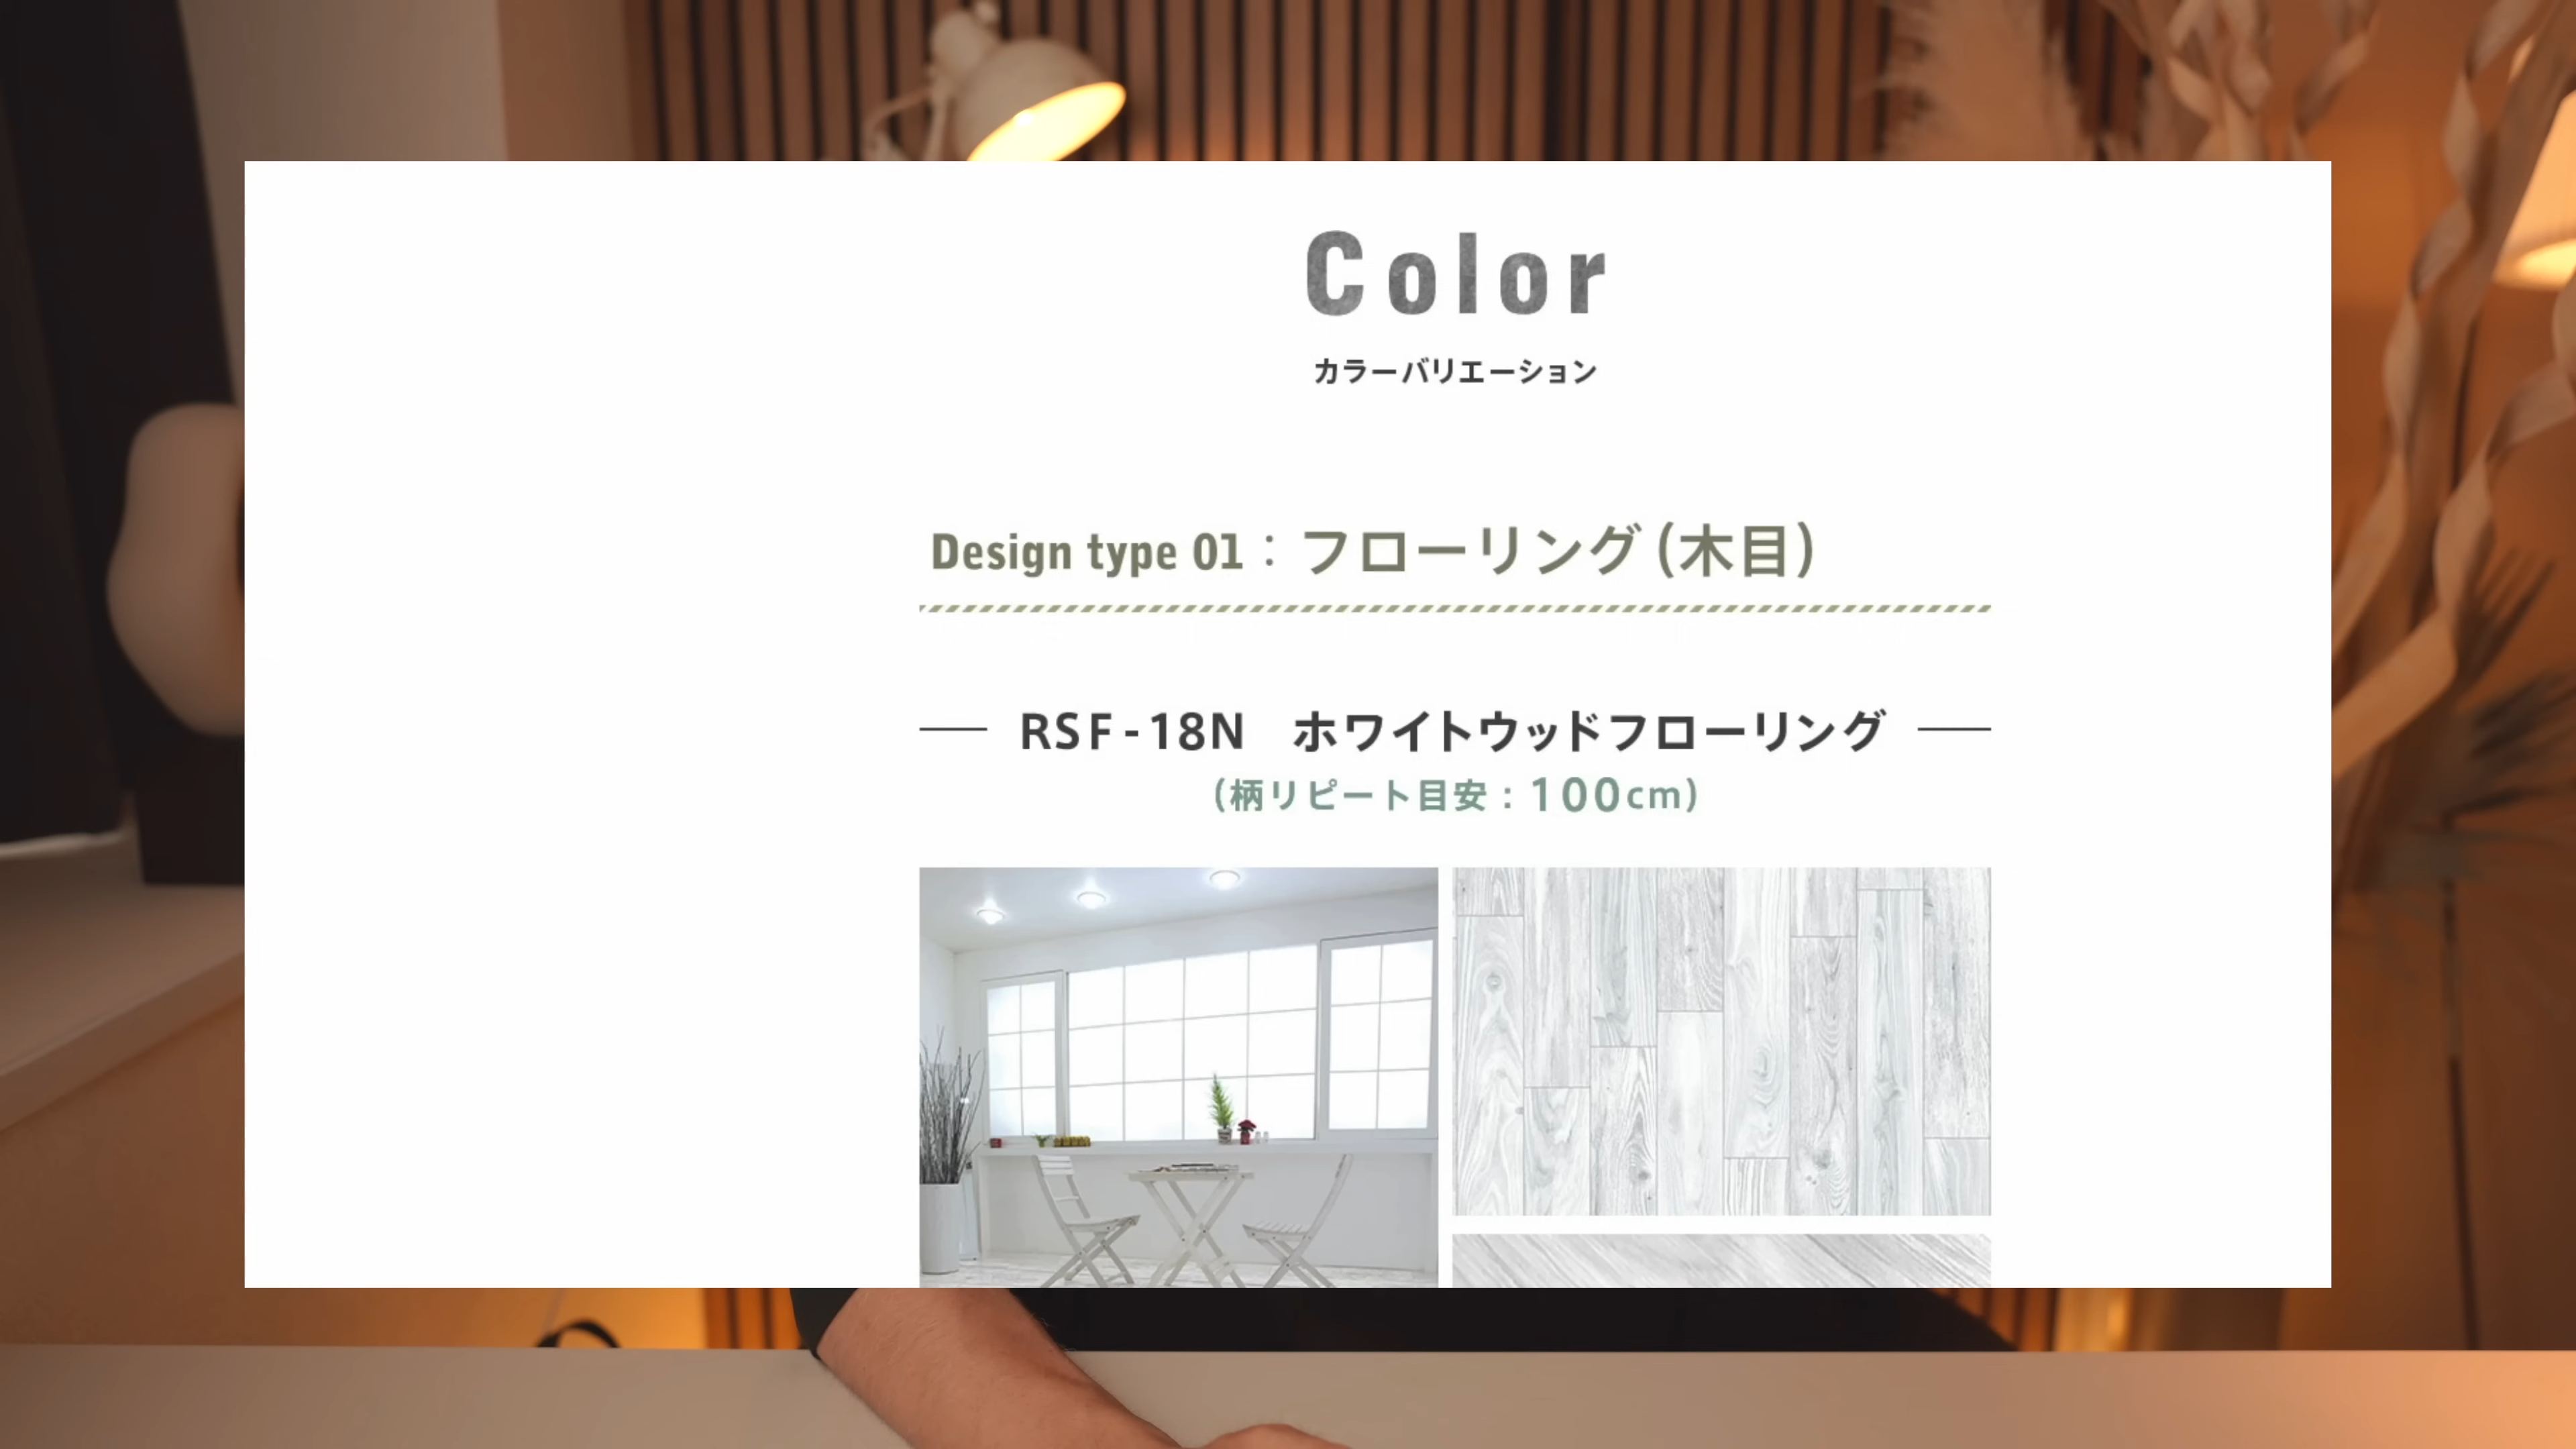 Color
カラーバリエーション
Design type 01：フローリング(木目)
RSF-18N ホワイトウッドフローリング
(柄リピート目安：100cm)